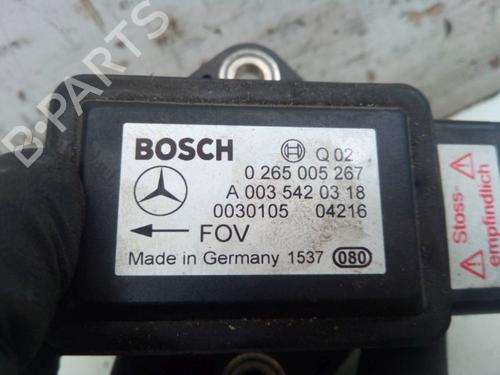 B-PARTS
BOSCH Q 02
0 265 005 267
A 003 542 03 18
0030105 04216
FOV
Made in Germany 1537 080
Stoss-
empfindlich